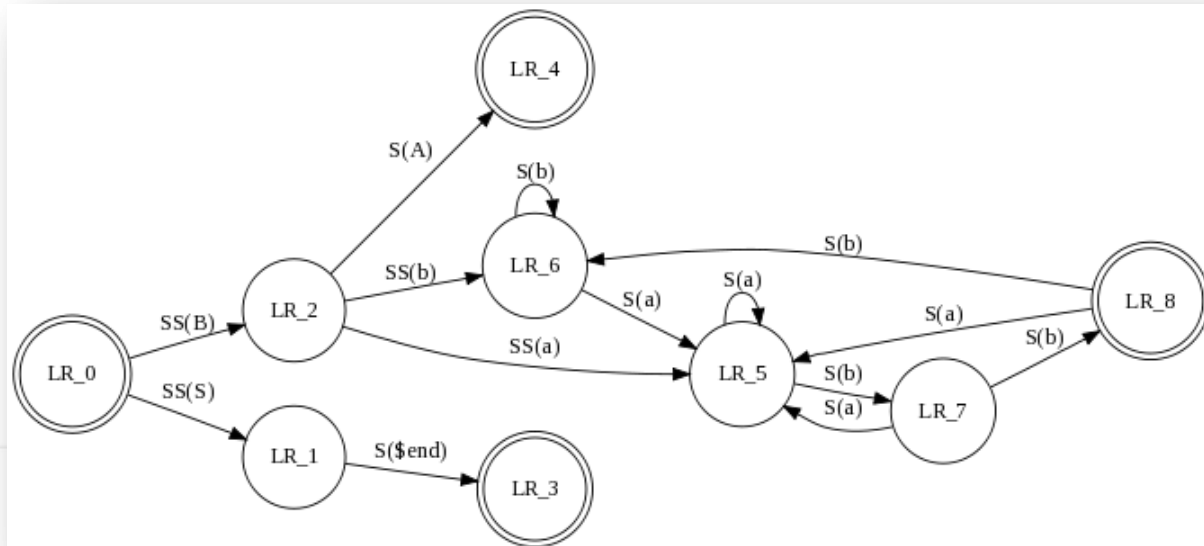 LR_4
S(A)
S(b)
LR_6
S(b)
SS(b)
S(a)
S(a)
LR_8
LR_2
S(a)
SS(B)
S(b)
SS(a)
LR_0
LR_5
S(b)
SS(S)
S(a)
LR_7
S($end)
LR_1
LR_3